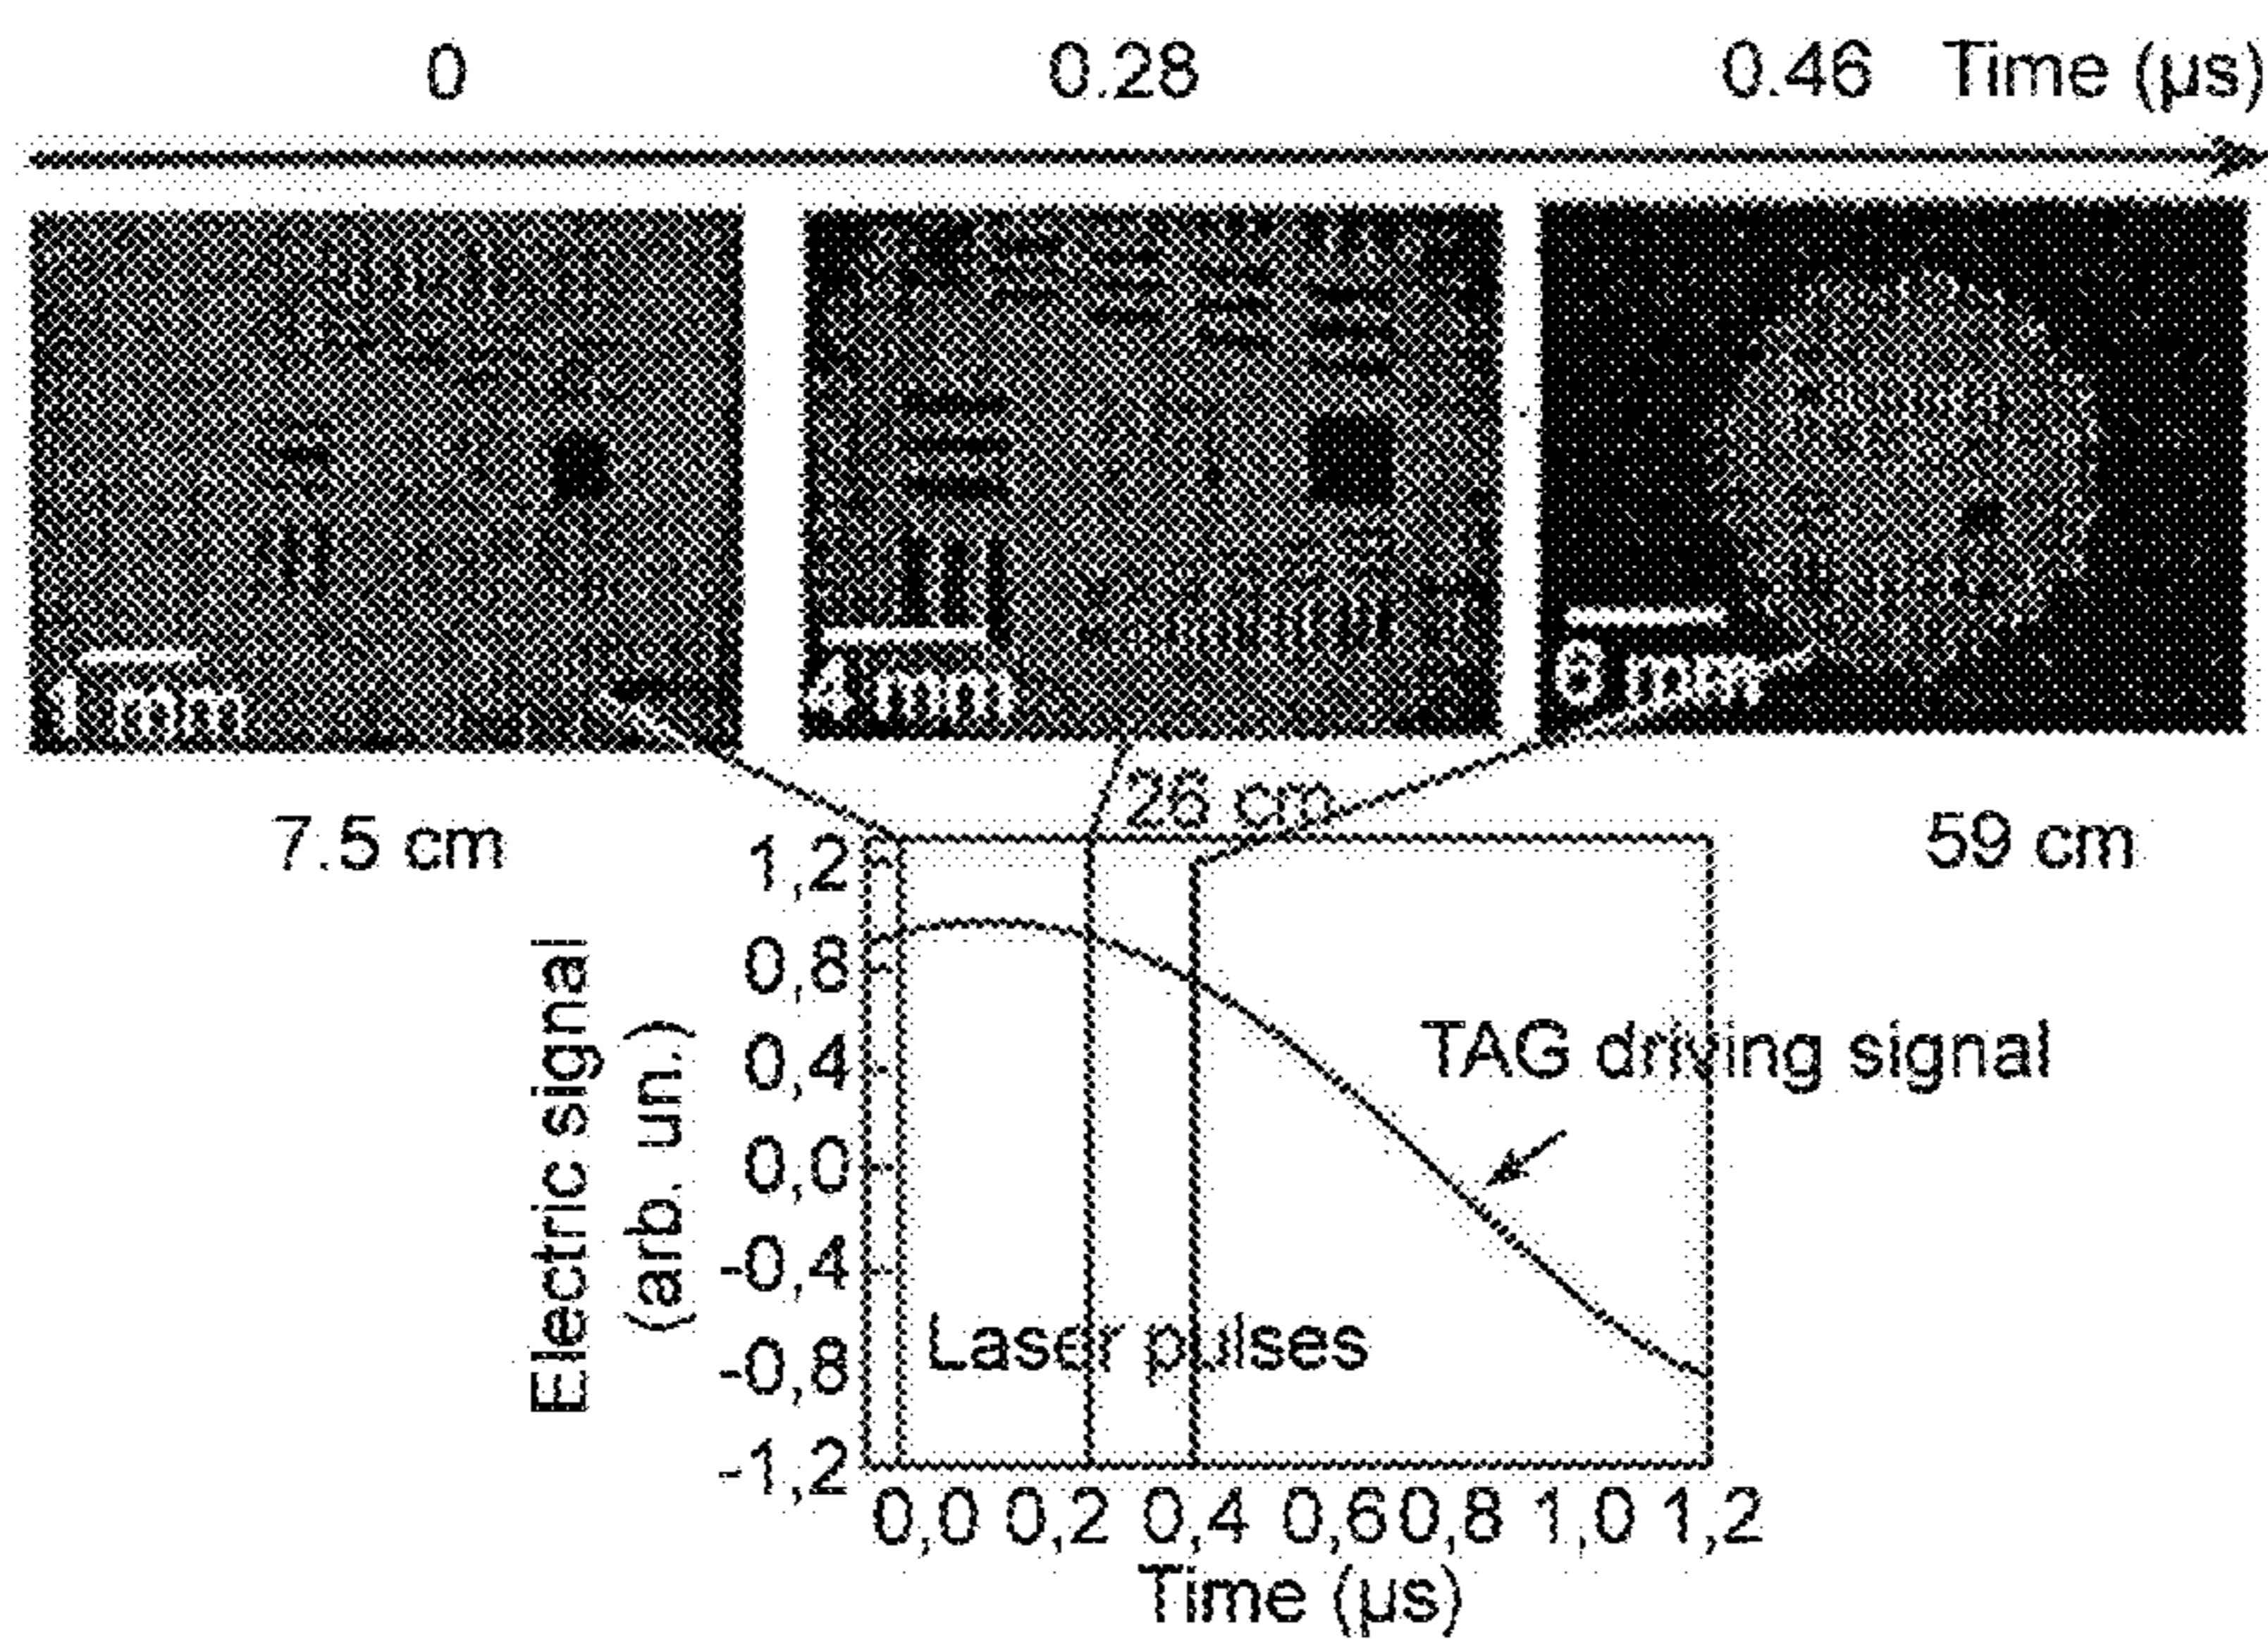 0 0.28 0.46 Time (µs)
1 mm
4 mm
6 mm
7.5 cm
26 cm
59 cm
Electric signal
(arb. un.)
1,2
0,8
0,4
0,0
-0,4
-0,8
-1,2
TAG driving signal
Laser pulses
0,0 0,2 0,4 0,6 0,8 1,0 1,2
Time (µs)